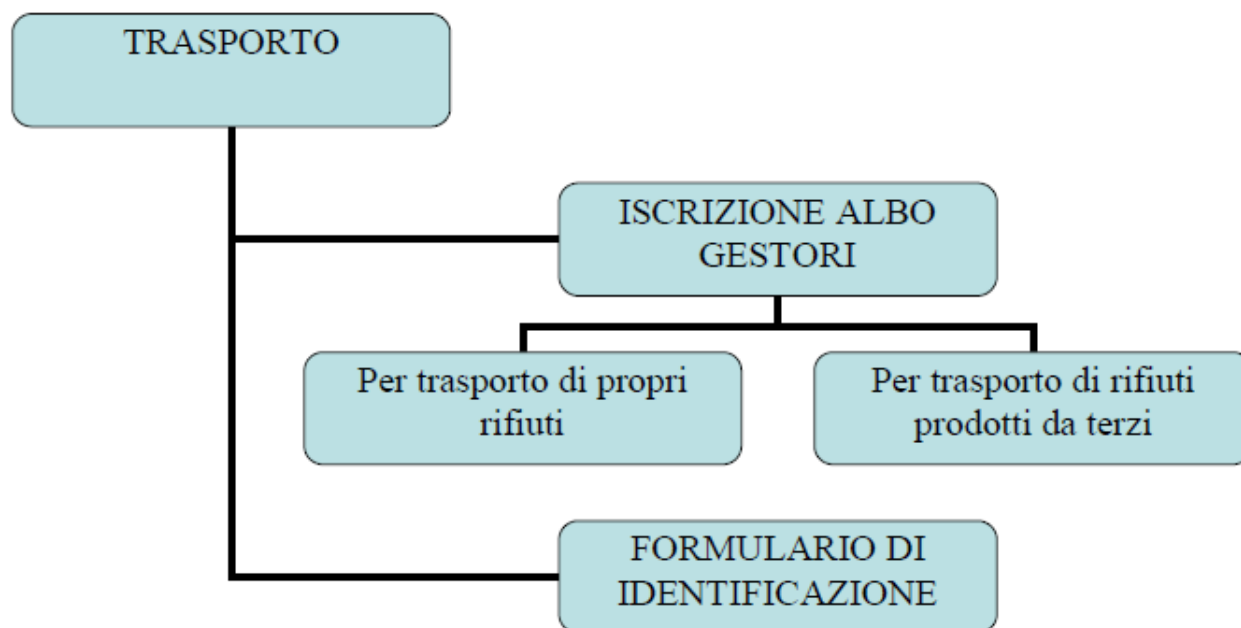 TRASPORTO
ISCRIZIONE ALBO
GESTORI
Per trasporto di propri
rifiuti
Per trasporto di rifiuti
prodotti da terzi
FORMULARIO DI
IDENTIFICAZIONE